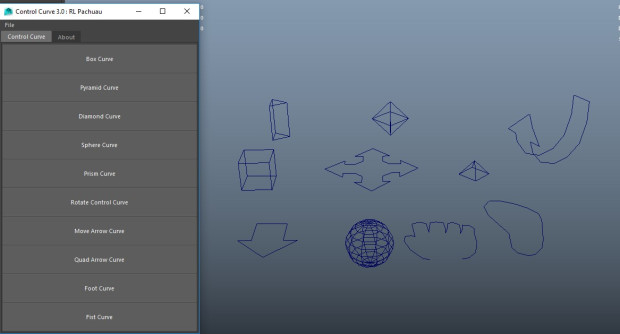 Control Curve 3.0 : RL Pachuau
File
Control Curve
About
Box Curve
Pyramid Curve
Diamond Curve
Sphere Curve
Prism Curve
Rotate Control Curve
Move Arrow Curve
Quad Arrow Curve
Foot Curve
Fist Curve